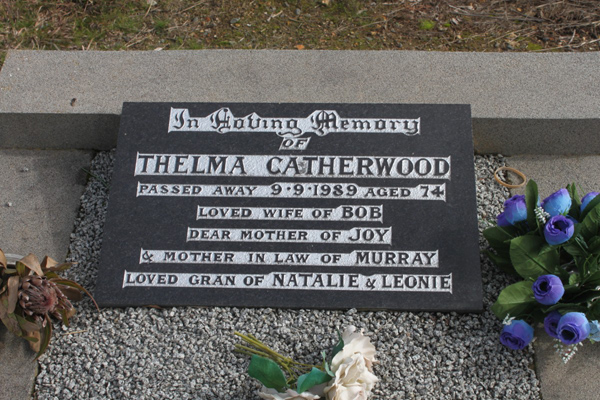 In Loving Memory
OF
THELMA CATHERWOOD
PASSED AWAY 9-9-1989 AGED 74
LOVED WIFE OF BOB
DEAR MOTHER OF JOY
& MOTHER IN LAW OF MURRAY
LOVED GRAN OF NATALIE & LEONIE